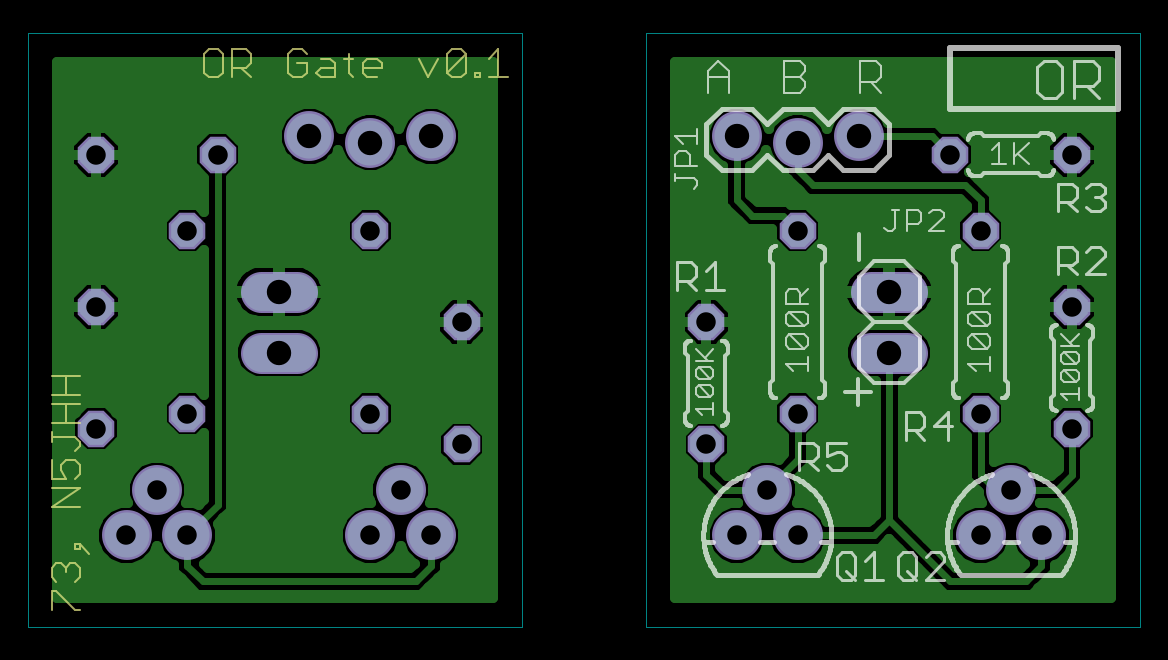 OR Gate v0.1
73, N5JHH
OR
A B R
JP1
1K
R3
JP2
−
R1
R2
100R
100R
100K
100K
+
R4
R5
Q1 Q2